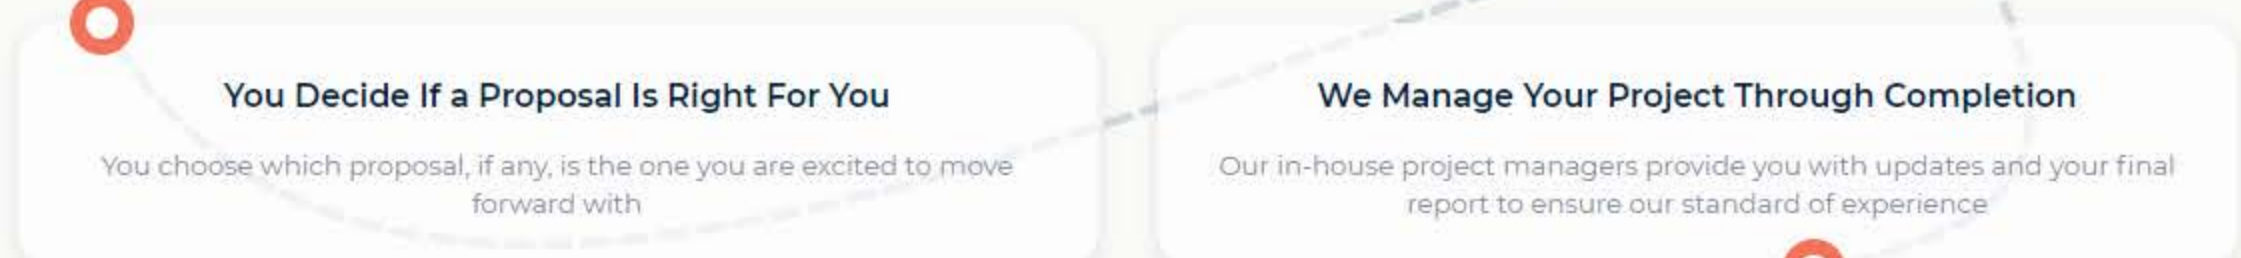 You Decide If a Proposal Is Right For You
You choose which proposal, if any, is the one you are excited to move
forward with
We Manage Your Project Through Completion
Our in-house project managers provide you with updates and your final
report to ensure our standard of experience